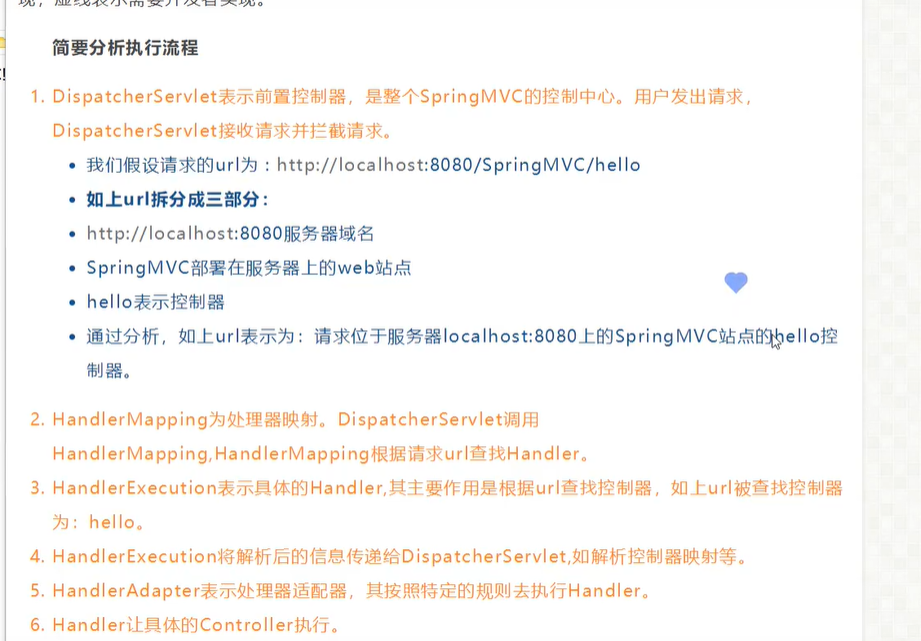 现，虚线表示需要开发者实现。
简要分析执行流程
1. DispatcherServlet表示前置控制器，是整个SpringMVC的控制中心。用户发出请求，
DispatcherServlet接收请求并拦截请求。
• 我们假设请求的url为 : http://localhost:8080/SpringMVC/hello
• 如上url拆分成三部分：
• http://localhost:8080服务器域名
• SpringMVC部署在服务器上的web站点
• hello表示控制器
• 通过分析，如上url表示为：请求位于服务器localhost:8080上的SpringMVC站点的hello控
制器。
2. HandlerMapping为处理器映射。DispatcherServlet调用
HandlerMapping,HandlerMapping根据请求url查找Handler。
3. HandlerExecution表示具体的Handler,其主要作用是根据url查找控制器，如上url被查找控制器
为：hello。
4. HandlerExecution将解析后的信息传递给DispatcherServlet,如解析控制器映射等。
5. HandlerAdapter表示处理器适配器，其按照特定的规则去执行Handler。
6. Handler让具体的Controller执行。